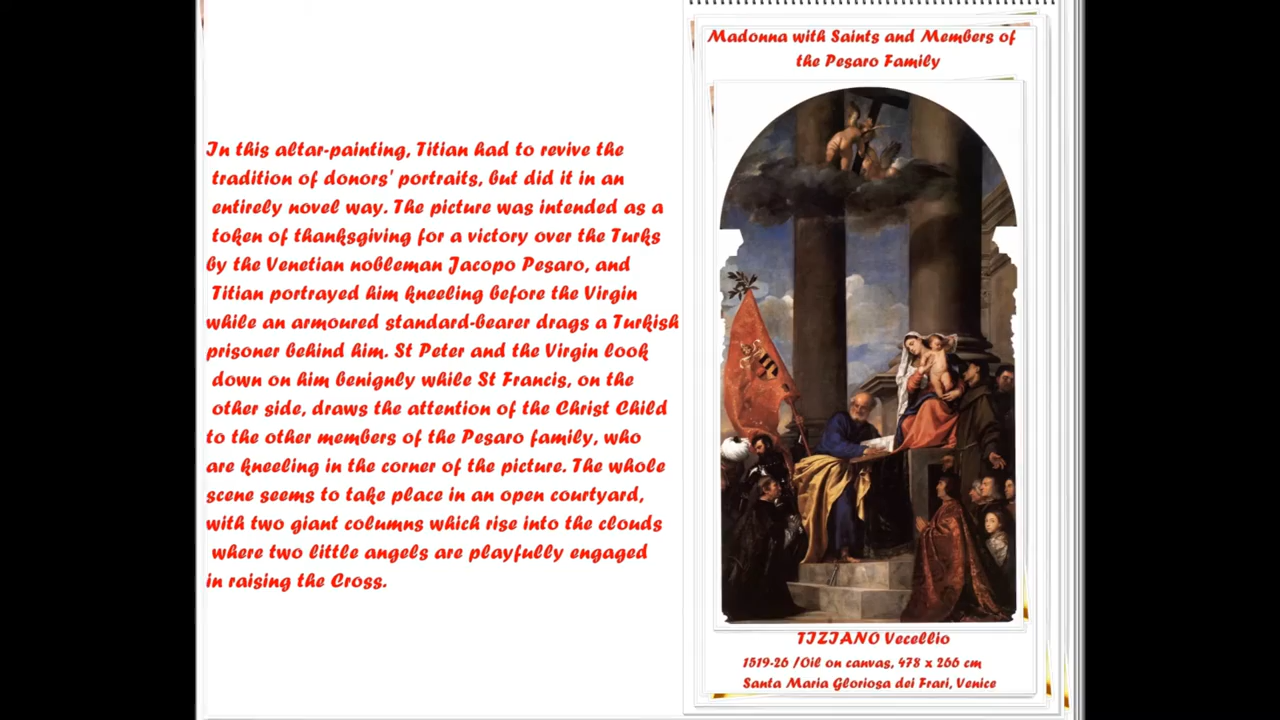 In this altar-painting, Titian had to revive the
tradition of donors' portraits, but did it in an
entirely novel way. The picture was intended as a
token of thanksgiving for a victory over the Turks
by the Venetian nobleman Jacopo Pesaro, and
Titian portrayed him kneeling before the Virgin
while an armoured standard-bearer drags a Turkish
prisoner behind him. St Peter and the Virgin look
down on him benignly while St Francis, on the
other side, draws the attention of the Christ Child
to the other members of the Pesaro family, who
are kneeling in the corner of the picture. The whole
scene seems to take place in an open courtyard,
with two giant columns which rise into the clouds
where two little angels are playfully engaged
in raising the Cross.
Madonna with Saints and Members of
the Pesaro Family
TIZIANO Vecellio
1519-26 /Oil on canvas, 478 x 266 cm
Santa Maria Gloriosa dei Frari, Venice